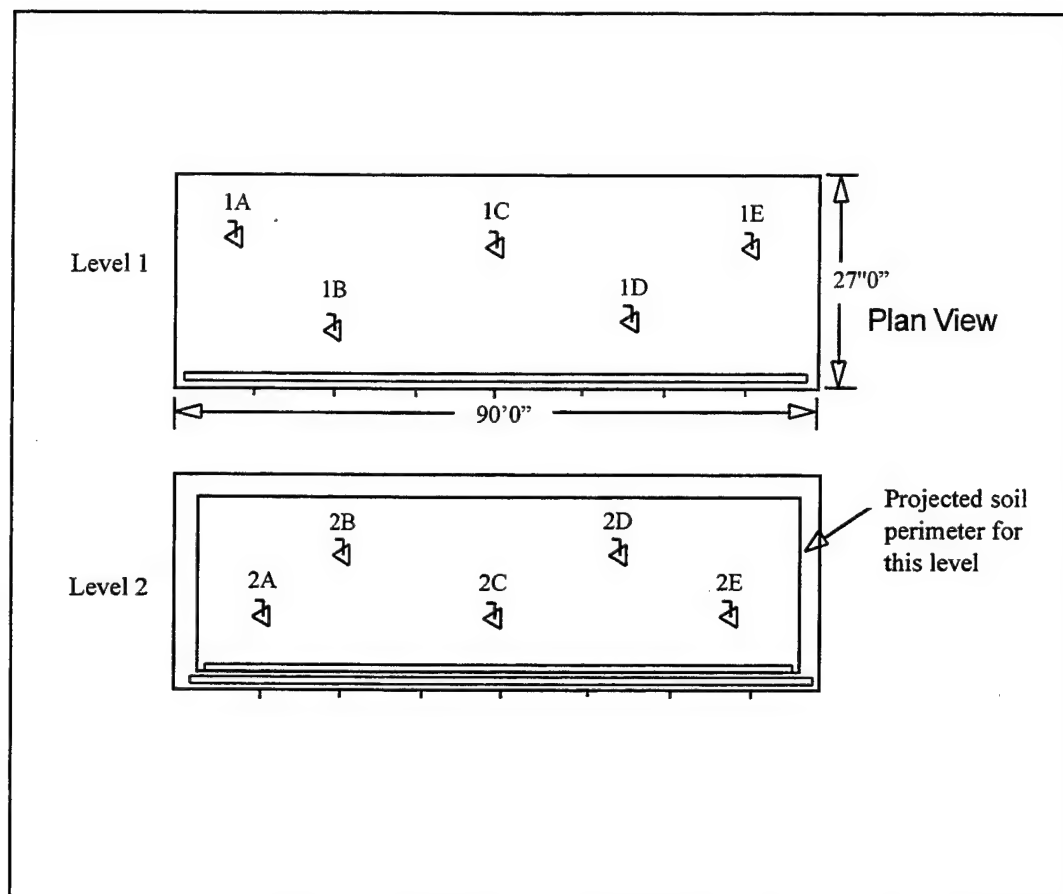 1A
1C
1E
Level 1
1B
1D
27"0"
Plan View
90'0”
2B
2D
Projected soil
perimeter for
this level
Level 2
2A
2C
2E